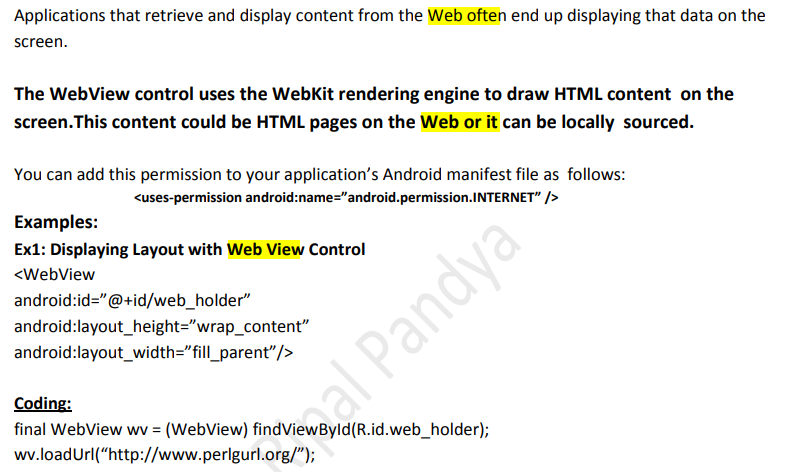 Applications that retrieve and display content from the Web often end up displaying that data on the
screen.
The WebView control uses the WebKit rendering engine to draw HTML content on the
screen.This content could be HTML pages on the Web or it can be locally sourced.
You can add this permission to your application’s Android manifest file as follows:
<uses-permission android:name=”android.permission.INTERNET” />
Examples:
Ex1: Displaying Layout with Web View Control
<WebView
android:id=”@+id/web_holder”
android:layout_height=”wrap_content”
android:layout_width=”fill_parent”/>
Coding:
final WebView wv = (WebView) findViewById(R.id.web_holder);
wv.loadUrl(“http://www.perlgurl.org/”);
Ripal Pandya